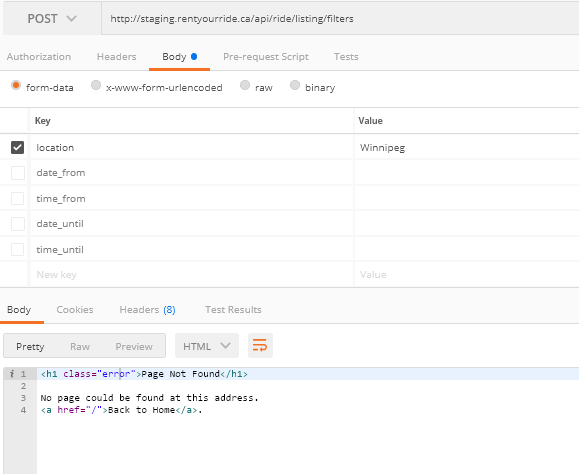 POST http://staging.rentyourride.ca/api/ride/listing/filters
Authorization Headers Body Pre-request Script Tests
form-data x-www-form-urlencoded raw binary
Key Value
location Winnipeg
date_from
time_from
date_until
time_until
New key Value
Body Cookies Headers (8) Test Results
Pretty Raw Preview HTML
i 1 <h1 class="error">Page Not Found</h1>
2
3 No page could be found at this address.
4 <a href="/">Back to Home</a>.